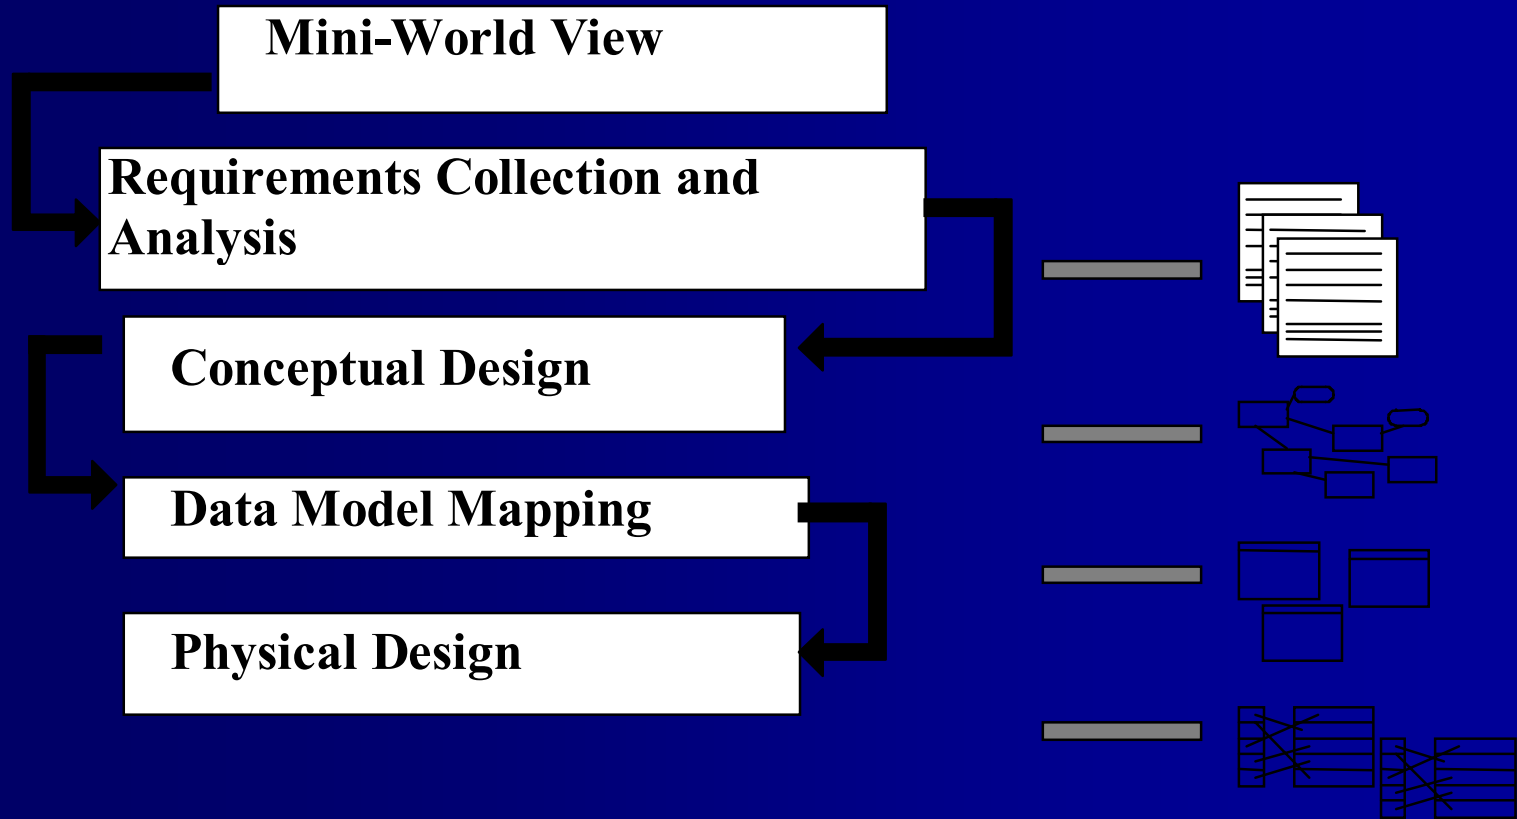 Mini-World View
Requirements Collection and
Analysis
Conceptual Design
Data Model Mapping
Physical Design